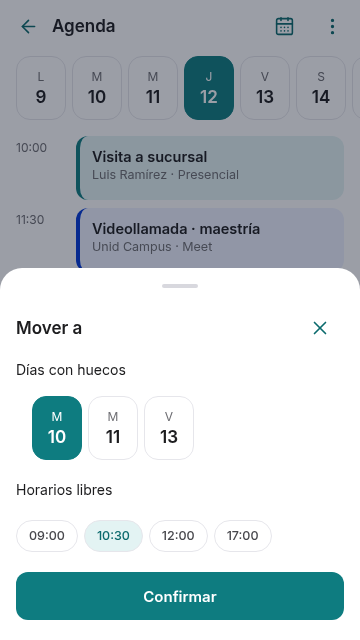 Agenda
L
9
M
10
M
11
J
12
V
13
S
14
10:00
Visita a sucursal
Luis Ramírez · Presencial
11:30
Videollamada · maestría
Unid Campus · Meet
Mover a
Días con huecos
M
10
M
11
V
13
Horarios libres
09:00
10:30
12:00
17:00
Confirmar